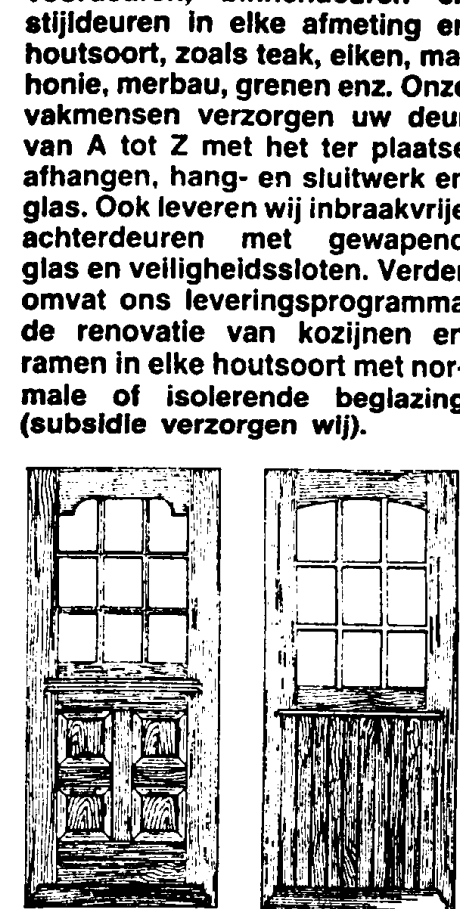 stijldeuren in elke afmeting en
houtsoort, zoals teak, eiken, ma-
honie, merbau, grenen enz. Onze
vakmensen verzorgen uw deur
van A tot Z met het ter plaatse
afhangen, hang- en sluitwerk en
glas. Ook leveren wij inbraakvrije
achterdeuren met gewapend
glas en veiligheidssloten. Verder
omvat ons leveringsprogramma
de renovatie van kozijnen en
ramen in elke houtsoort met nor-
male of isolerende beglazing
(subsidie verzorgen wij).